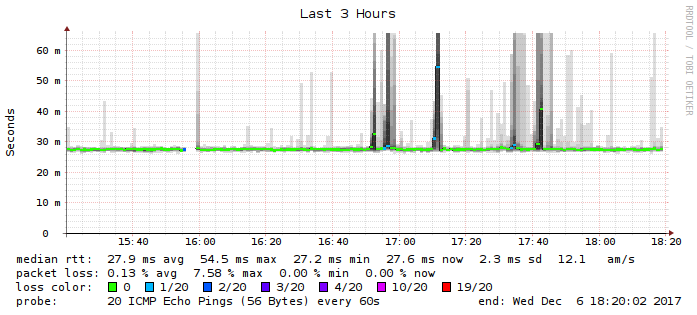 Last 3 Hours
RRDTOOL / TOBI OETIKER
Seconds
60 m
50 m
40 m
30 m
20 m
10 m
0
15:40 16:00 16:20 16:40 17:00 17:20 17:40 18:00 18:20
median rtt: 27.9 ms avg 54.5 ms max 27.2 ms min 27.6 ms now 2.3 ms sd 12.1 am/s
packet loss: 0.13 % avg 7.58 % max 0.00 % min 0.00 % now
loss color: 0 1/20 2/20 3/20 4/20 10/20 19/20
probe: 20 ICMP Echo Pings (56 Bytes) every 60s end: Wed Dec 6 18:20:02 2017